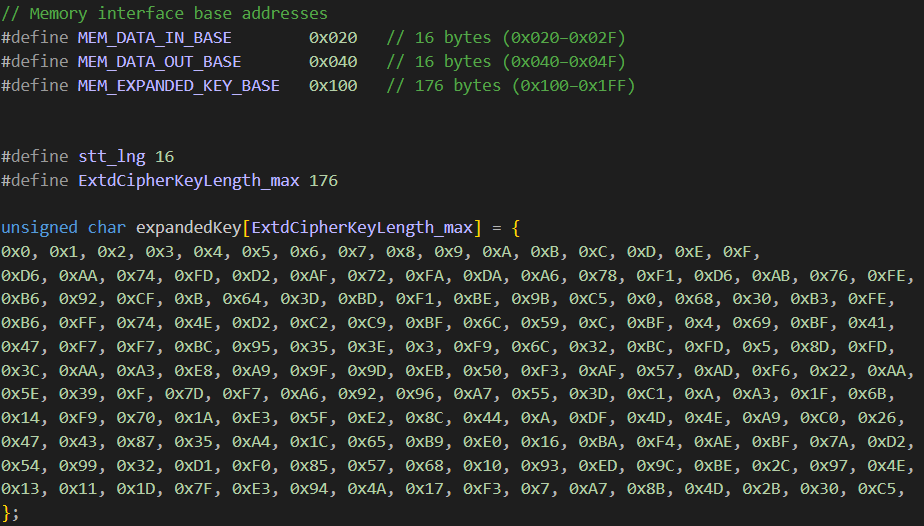 // Memory interface base addresses
#define MEM_DATA_IN_BASE        0x020   // 16 bytes (0x020–0x02F)
#define MEM_DATA_OUT_BASE       0x040   // 16 bytes (0x040–0x04F)
#define MEM_EXPANDED_KEY_BASE   0x100   // 176 bytes (0x100–0x1FF)
#define stt_lng 16
#define ExtdCipherKeyLength_max 176
unsigned char expandedKey[ExtdCipherKeyLength_max] = {
0x0, 0x1, 0x2, 0x3, 0x4, 0x5, 0x6, 0x7, 0x8, 0x9, 0xA, 0xB, 0xC, 0xD, 0xE, 0xF,
0xD6, 0xAA, 0x74, 0xFD, 0xD2, 0xAF, 0x72, 0xFA, 0xDA, 0xA6, 0x78, 0xF1, 0xD6, 0xAB, 0x76, 0xFE,
0xB6, 0x92, 0xCF, 0xB, 0x64, 0x3D, 0xBD, 0xF1, 0xBE, 0x9B, 0xC5, 0x0, 0x68, 0x30, 0xB3, 0xFE,
0xB6, 0xFF, 0x74, 0x4E, 0xD2, 0xC2, 0xC9, 0xBF, 0x6C, 0x59, 0xC, 0xBF, 0x4, 0x69, 0xBF, 0x41,
0x47, 0xF7, 0xF7, 0xBC, 0x95, 0x35, 0x3E, 0x3, 0xF9, 0x6C, 0x32, 0xBC, 0xFD, 0x5, 0x8D, 0xFD,
0x3C, 0xAA, 0xA3, 0xE8, 0xA9, 0x9F, 0x9D, 0xEB, 0x50, 0xF3, 0xAF, 0x57, 0xAD, 0xF6, 0x22, 0xAA,
0x5E, 0x39, 0xF, 0x7D, 0xF7, 0xA6, 0x92, 0x96, 0xA7, 0x55, 0x3D, 0xC1, 0xA, 0xA3, 0x1F, 0x6B,
0x14, 0xF9, 0x70, 0x1A, 0xE3, 0x5F, 0xE2, 0x8C, 0x44, 0xA, 0xDF, 0x4D, 0x4E, 0xA9, 0xC0, 0x26,
0x47, 0x43, 0x87, 0x35, 0xA4, 0x1C, 0x65, 0xB9, 0xE0, 0x16, 0xBA, 0xF4, 0xAE, 0xBF, 0x7A, 0xD2,
0x54, 0x99, 0x32, 0xD1, 0xF0, 0x85, 0x57, 0x68, 0x10, 0x93, 0xED, 0x9C, 0xBE, 0x2C, 0x97, 0x4E,
0x13, 0x11, 0x1D, 0x7F, 0xE3, 0x94, 0x4A, 0x17, 0xF3, 0x7, 0xA7, 0x8B, 0x4D, 0x2B, 0x30, 0xC5,
};